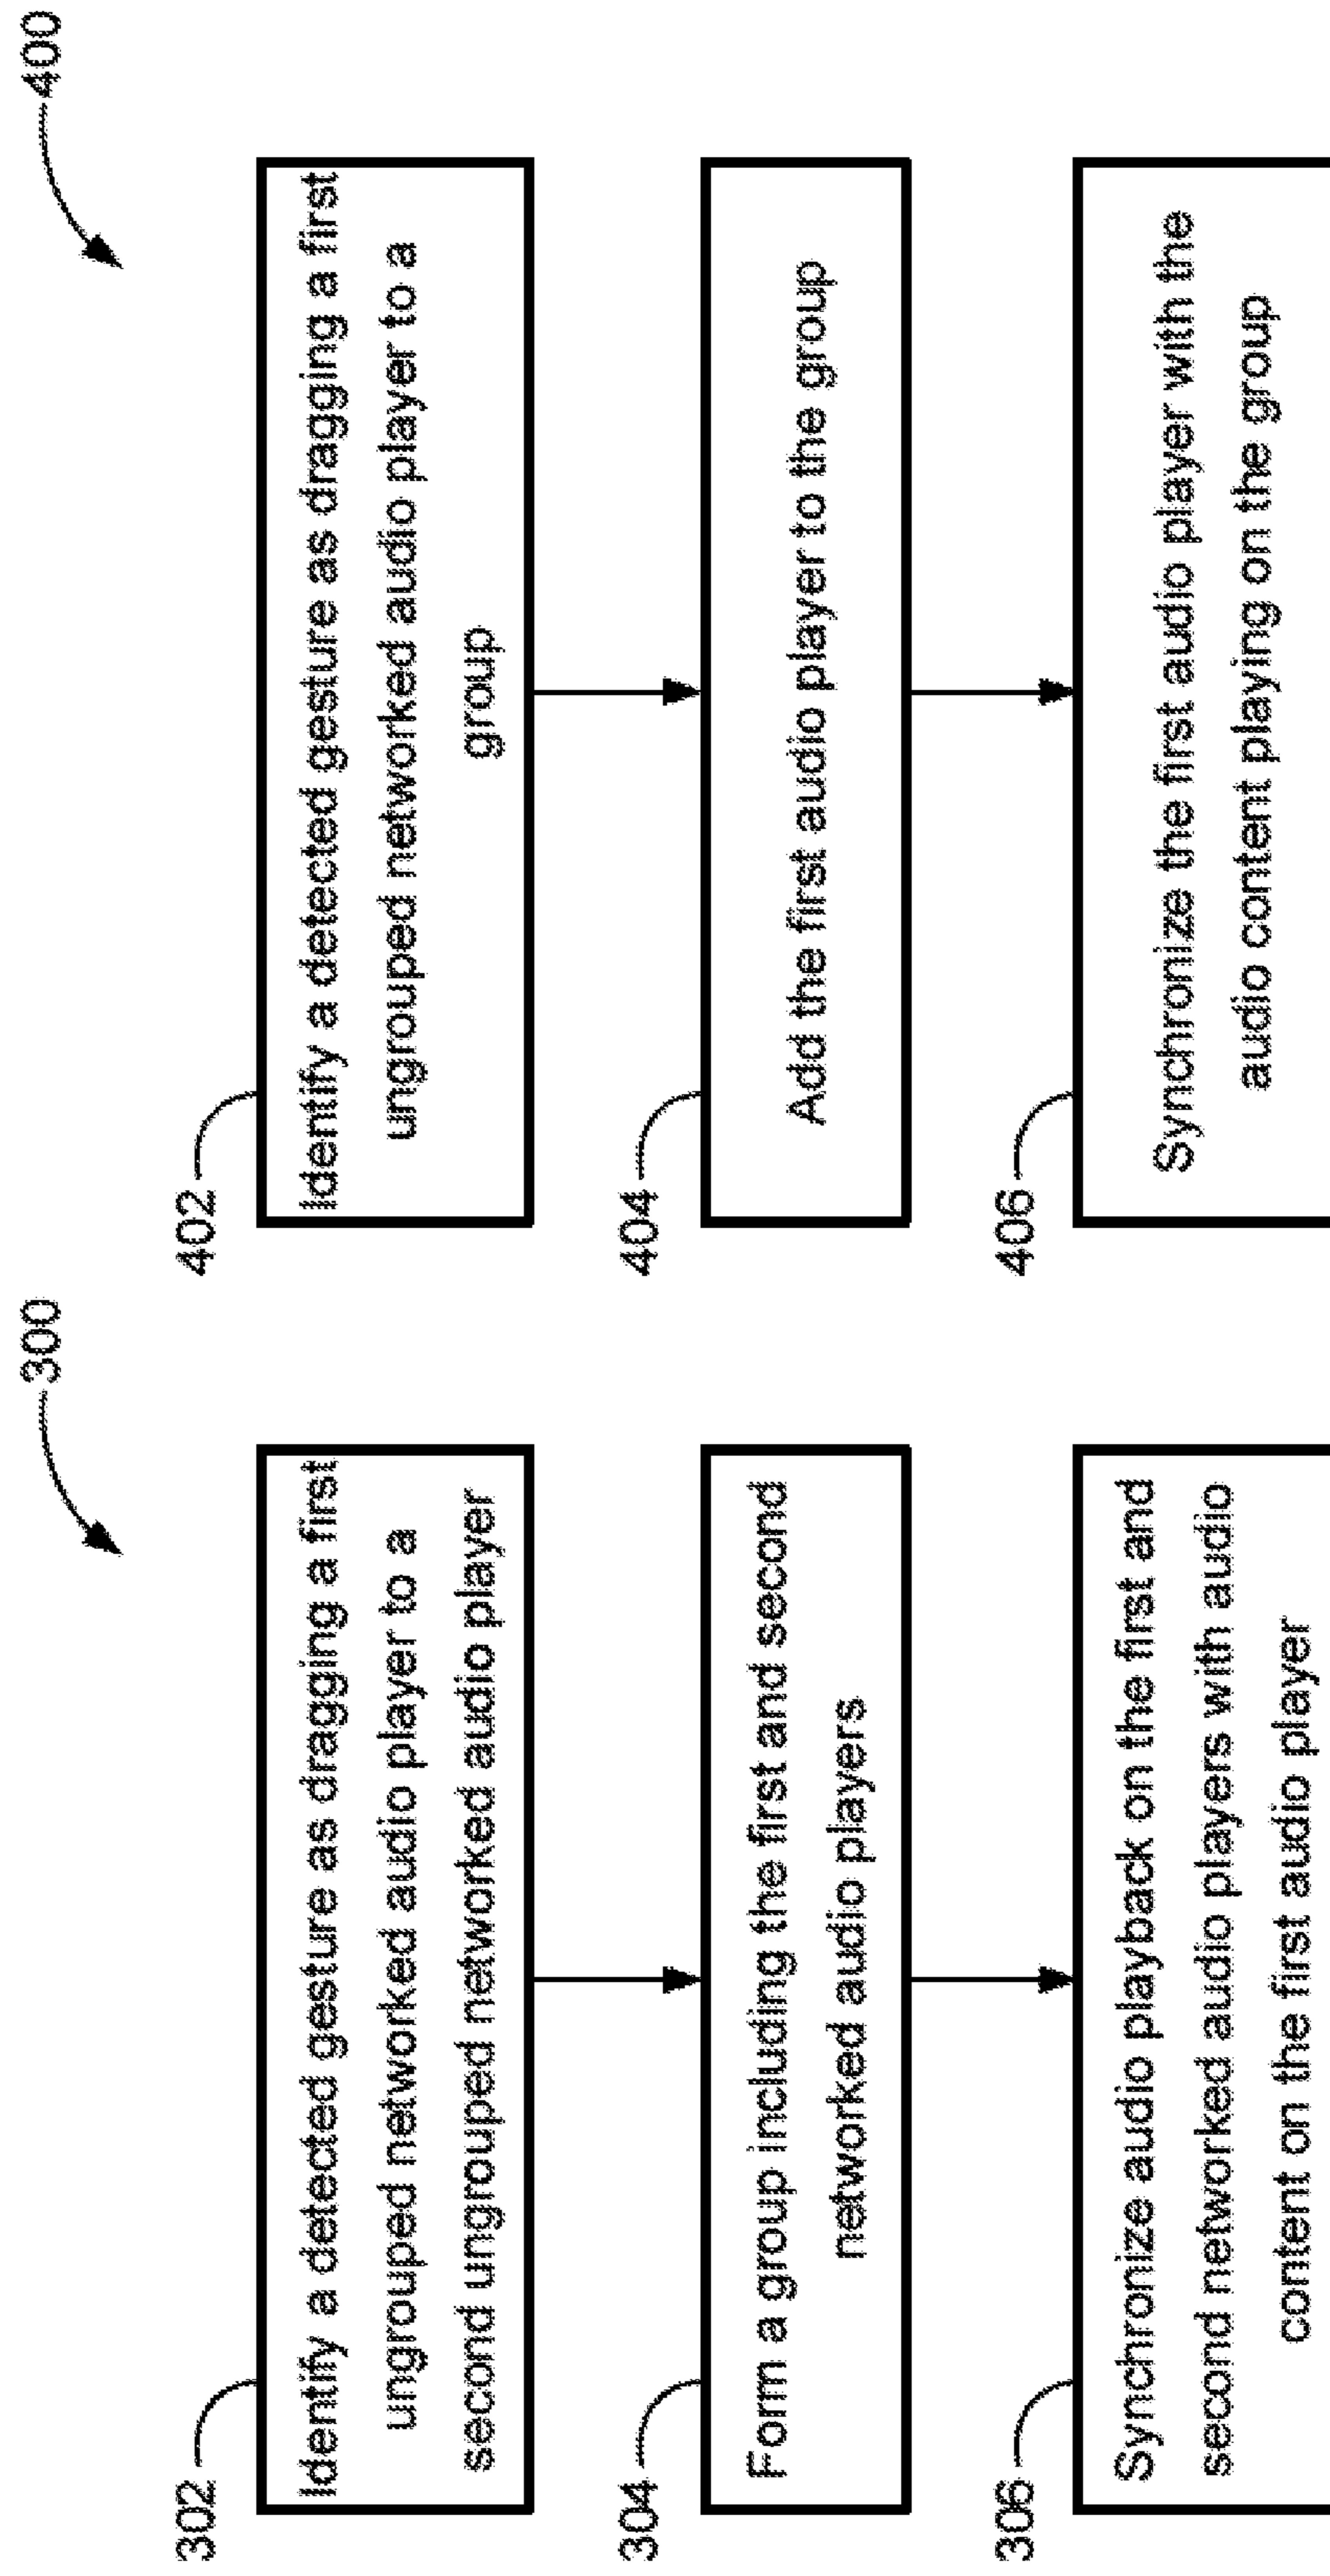 300
302
Identify a detected gesture as dragging a first
ungrouped networked audio player to a
second ungrouped networked audio player
304
Form a group including the first and second
networked audio players
306
Synchronize audio playback on the first and
second networked audio players with audio
content on the first audio player
400
402
Identify a detected gesture as dragging a first
ungrouped networked audio player to a
group
404
Add the first audio player to the group
406
Synchronize the first audio player with the
audio content playing on the group